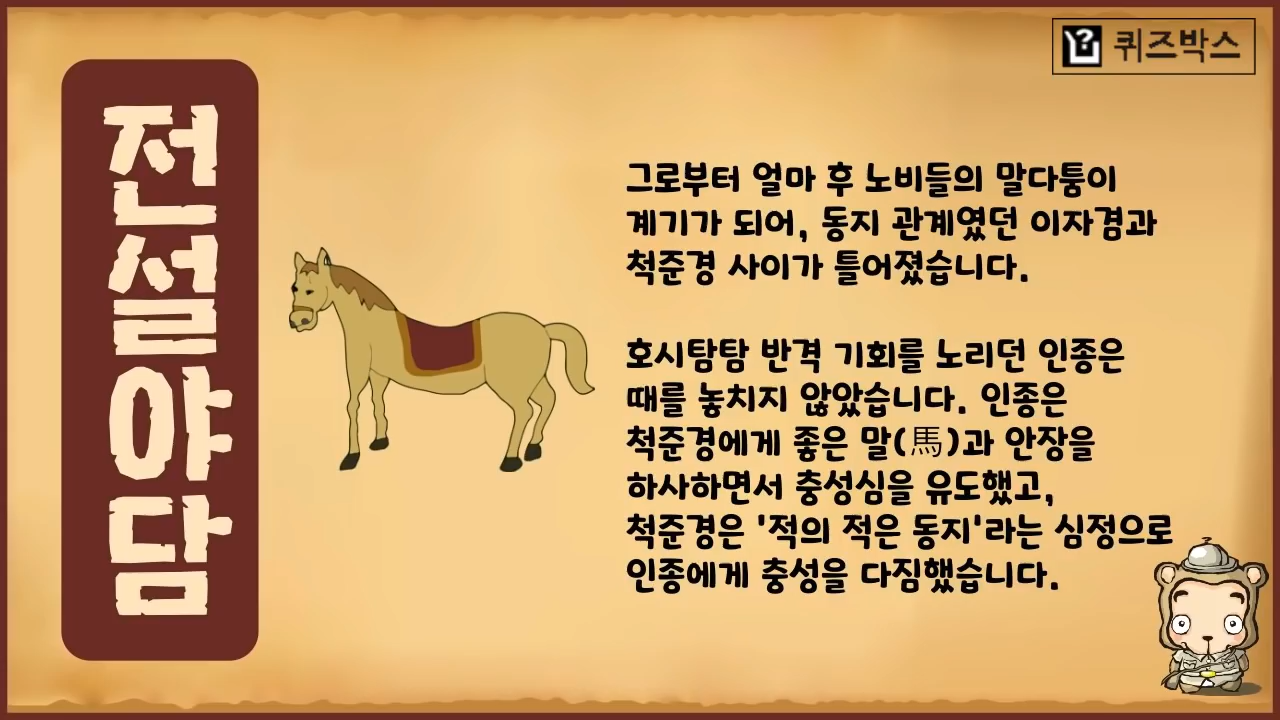 퀴즈박스
전설야담
그로부터 얼마 후 노비들의 말다툼이
계기가 되어, 동지 관계였던 이자겸과
척준경 사이가 틀어졌습니다.
호시탐탐 반격 기회를 노리던 인종은
때를 놓치지 않았습니다. 인종은
척준경에게 좋은 말(馬)과 안장을
하사하면서 충성심을 유도했고,
척준경은 '적의 적은 동지'라는 심정으로
인종에게 충성을 다짐했습니다.